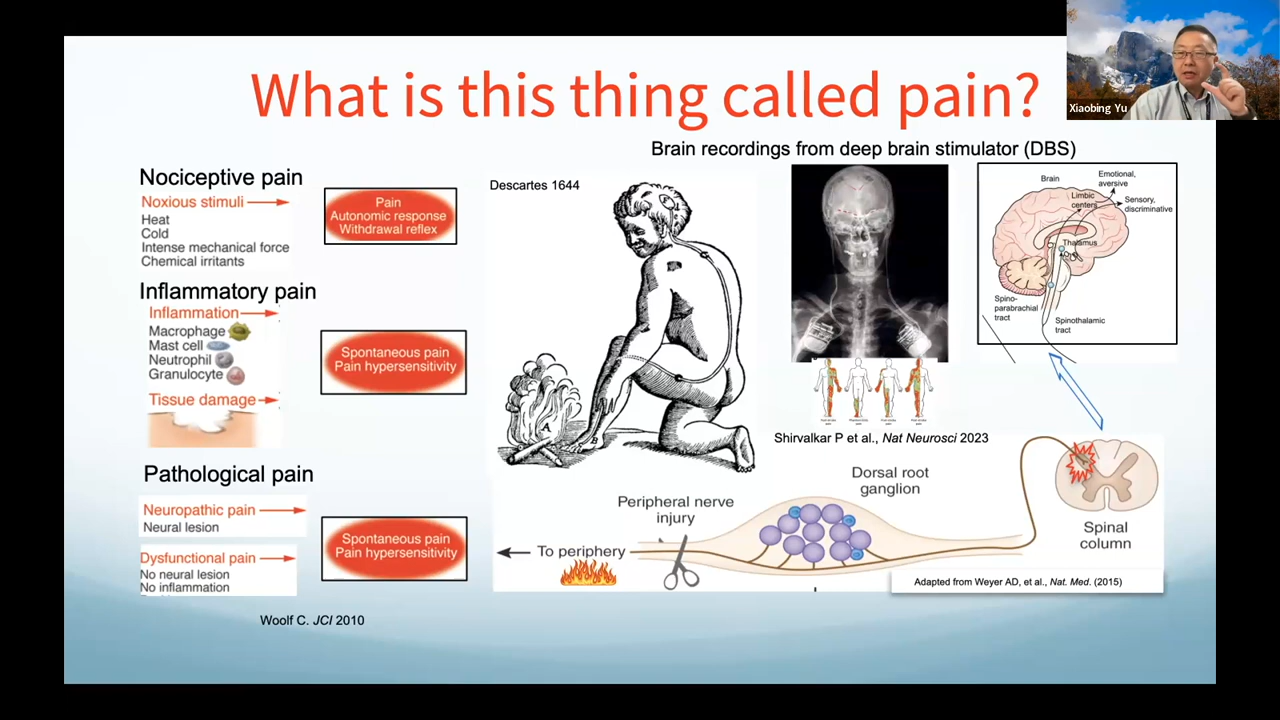 What is this thing called pain?
Xiaobing Yu
Nociceptive pain
Noxious stimuli
Heat
Cold
Intense mechanical force
Chemical irritants
Pain
Autonomic response
Withdrawal reflex
Inflammatory pain
Inflammation
Macrophage
Mast cell
Neutrophil
Granulocyte
Tissue damage
Spontaneous pain
Pain hypersensitivity
Pathological pain
Neuropathic pain
Neural lesion
Dysfunctional pain
No neural lesion
No inflammation
Spontaneous pain
Pain hypersensitivity
Woolf C. JCI 2010
Descartes 1644
A
B
Brain recordings from deep brain stimulator (DBS)
Brain
Emotional,
aversive
Limbic
centers
Sensory,
discriminative
Thalamus
Spino-
parabrachial
tract
Spinothalamic
tract
Shirvalkar P et al., Nat Neurosci 2023
Peripheral nerve
injury
Dorsal root
ganglion
To periphery
Spinal
column
Adapted from Weyer AD, et al., Nat. Med. (2015)